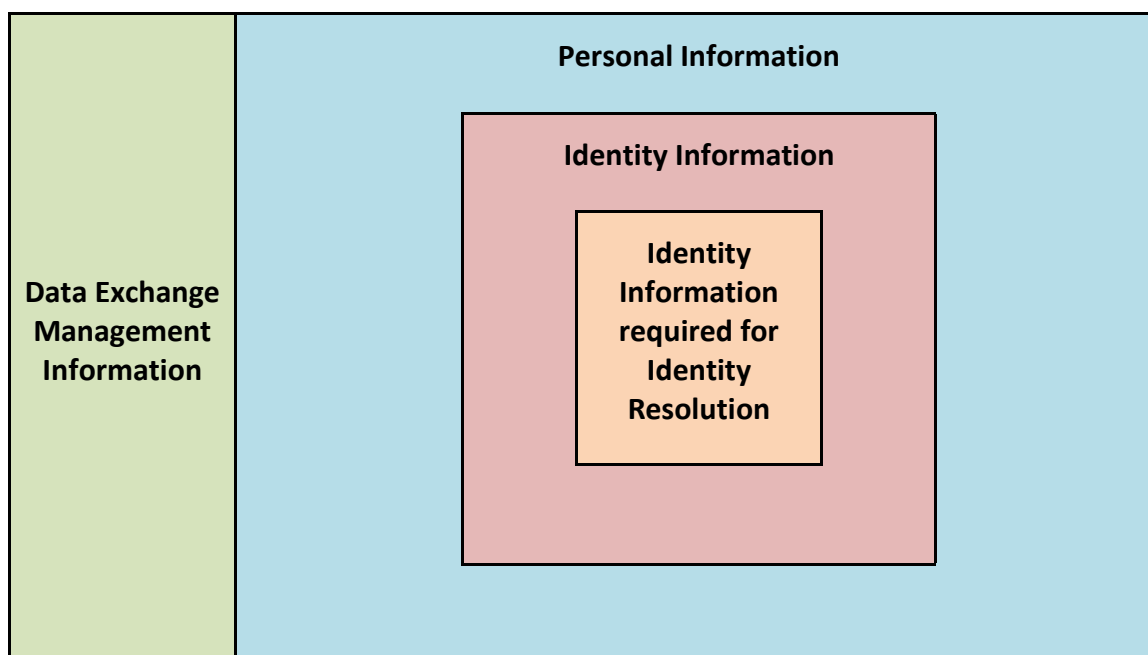 Personal Information
Identity Information
Identity
Information
required for
Identity
Resolution
Data Exchange
Management
Information